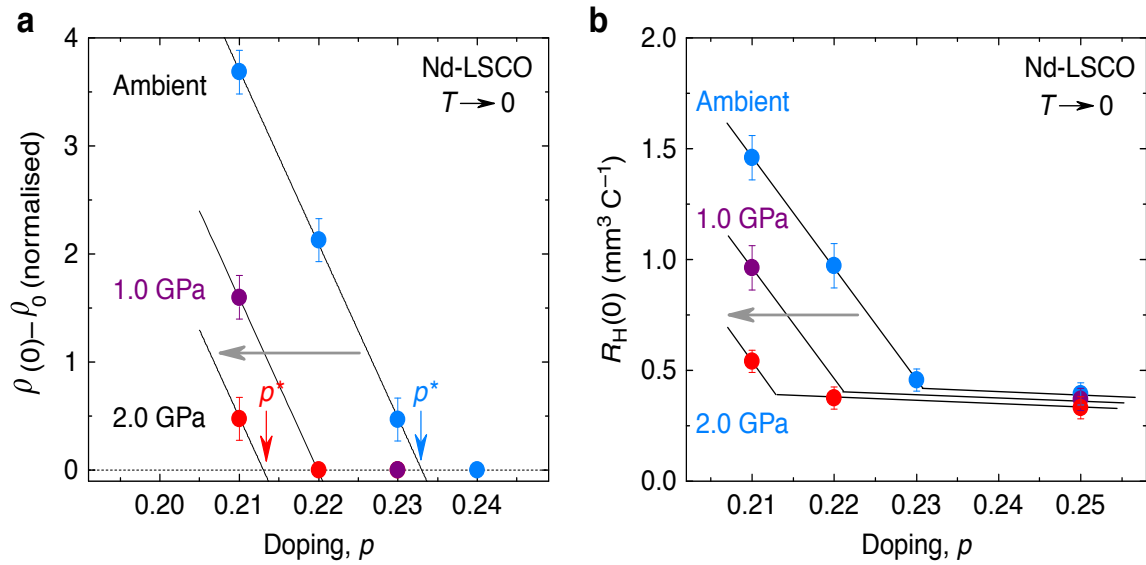 a
4
3
2
1
0
ρ (0)– ρ0 (normalised)
Ambient
Nd-LSCO
T → 0
1.0 GPa
2.0 GPa
p*
p*
0.20
0.21
0.22
0.23
0.24
Doping, p
b
2.0
1.5
1.0
0.5
0.0
RH(0) (mm³ C⁻¹)
Nd-LSCO
T → 0
Ambient
1.0 GPa
2.0 GPa
0.21
0.22
0.23
0.24
0.25
Doping, p